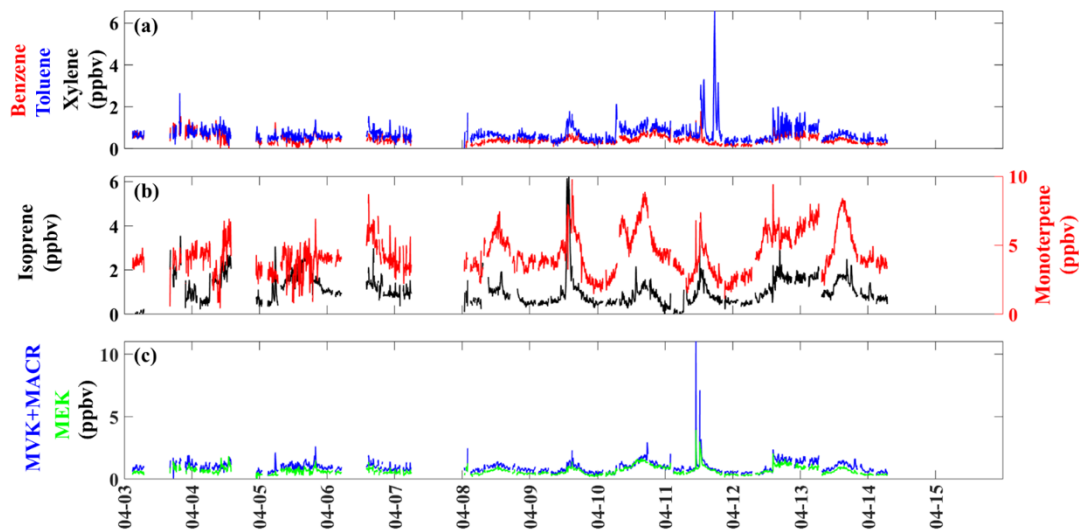 Benzene
Toluene
Xylene
(ppbv)
(a)
6
4
2
0
Isoprene
(ppbv)
(b)
6
4
2
0
10
5
0
Monoterpene
(ppbv)
MVK+MACR
MEK
(ppbv)
(c)
10
5
0
04-03
04-04
04-05
04-06
04-07
04-08
04-09
04-10
04-11
04-12
04-13
04-14
04-15